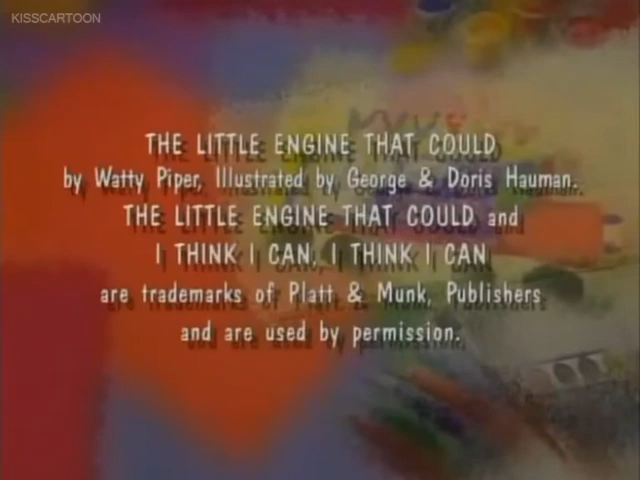 KISSCARTOON
THE LITTLE ENGINE THAT COULD
by Watty Piper, Illustrated by George & Doris Hauman.
THE LITTLE ENGINE THAT COULD and
I THINK I CAN, I THINK I CAN
are trademarks of Platt & Munk, Publishers
and are used by permission.